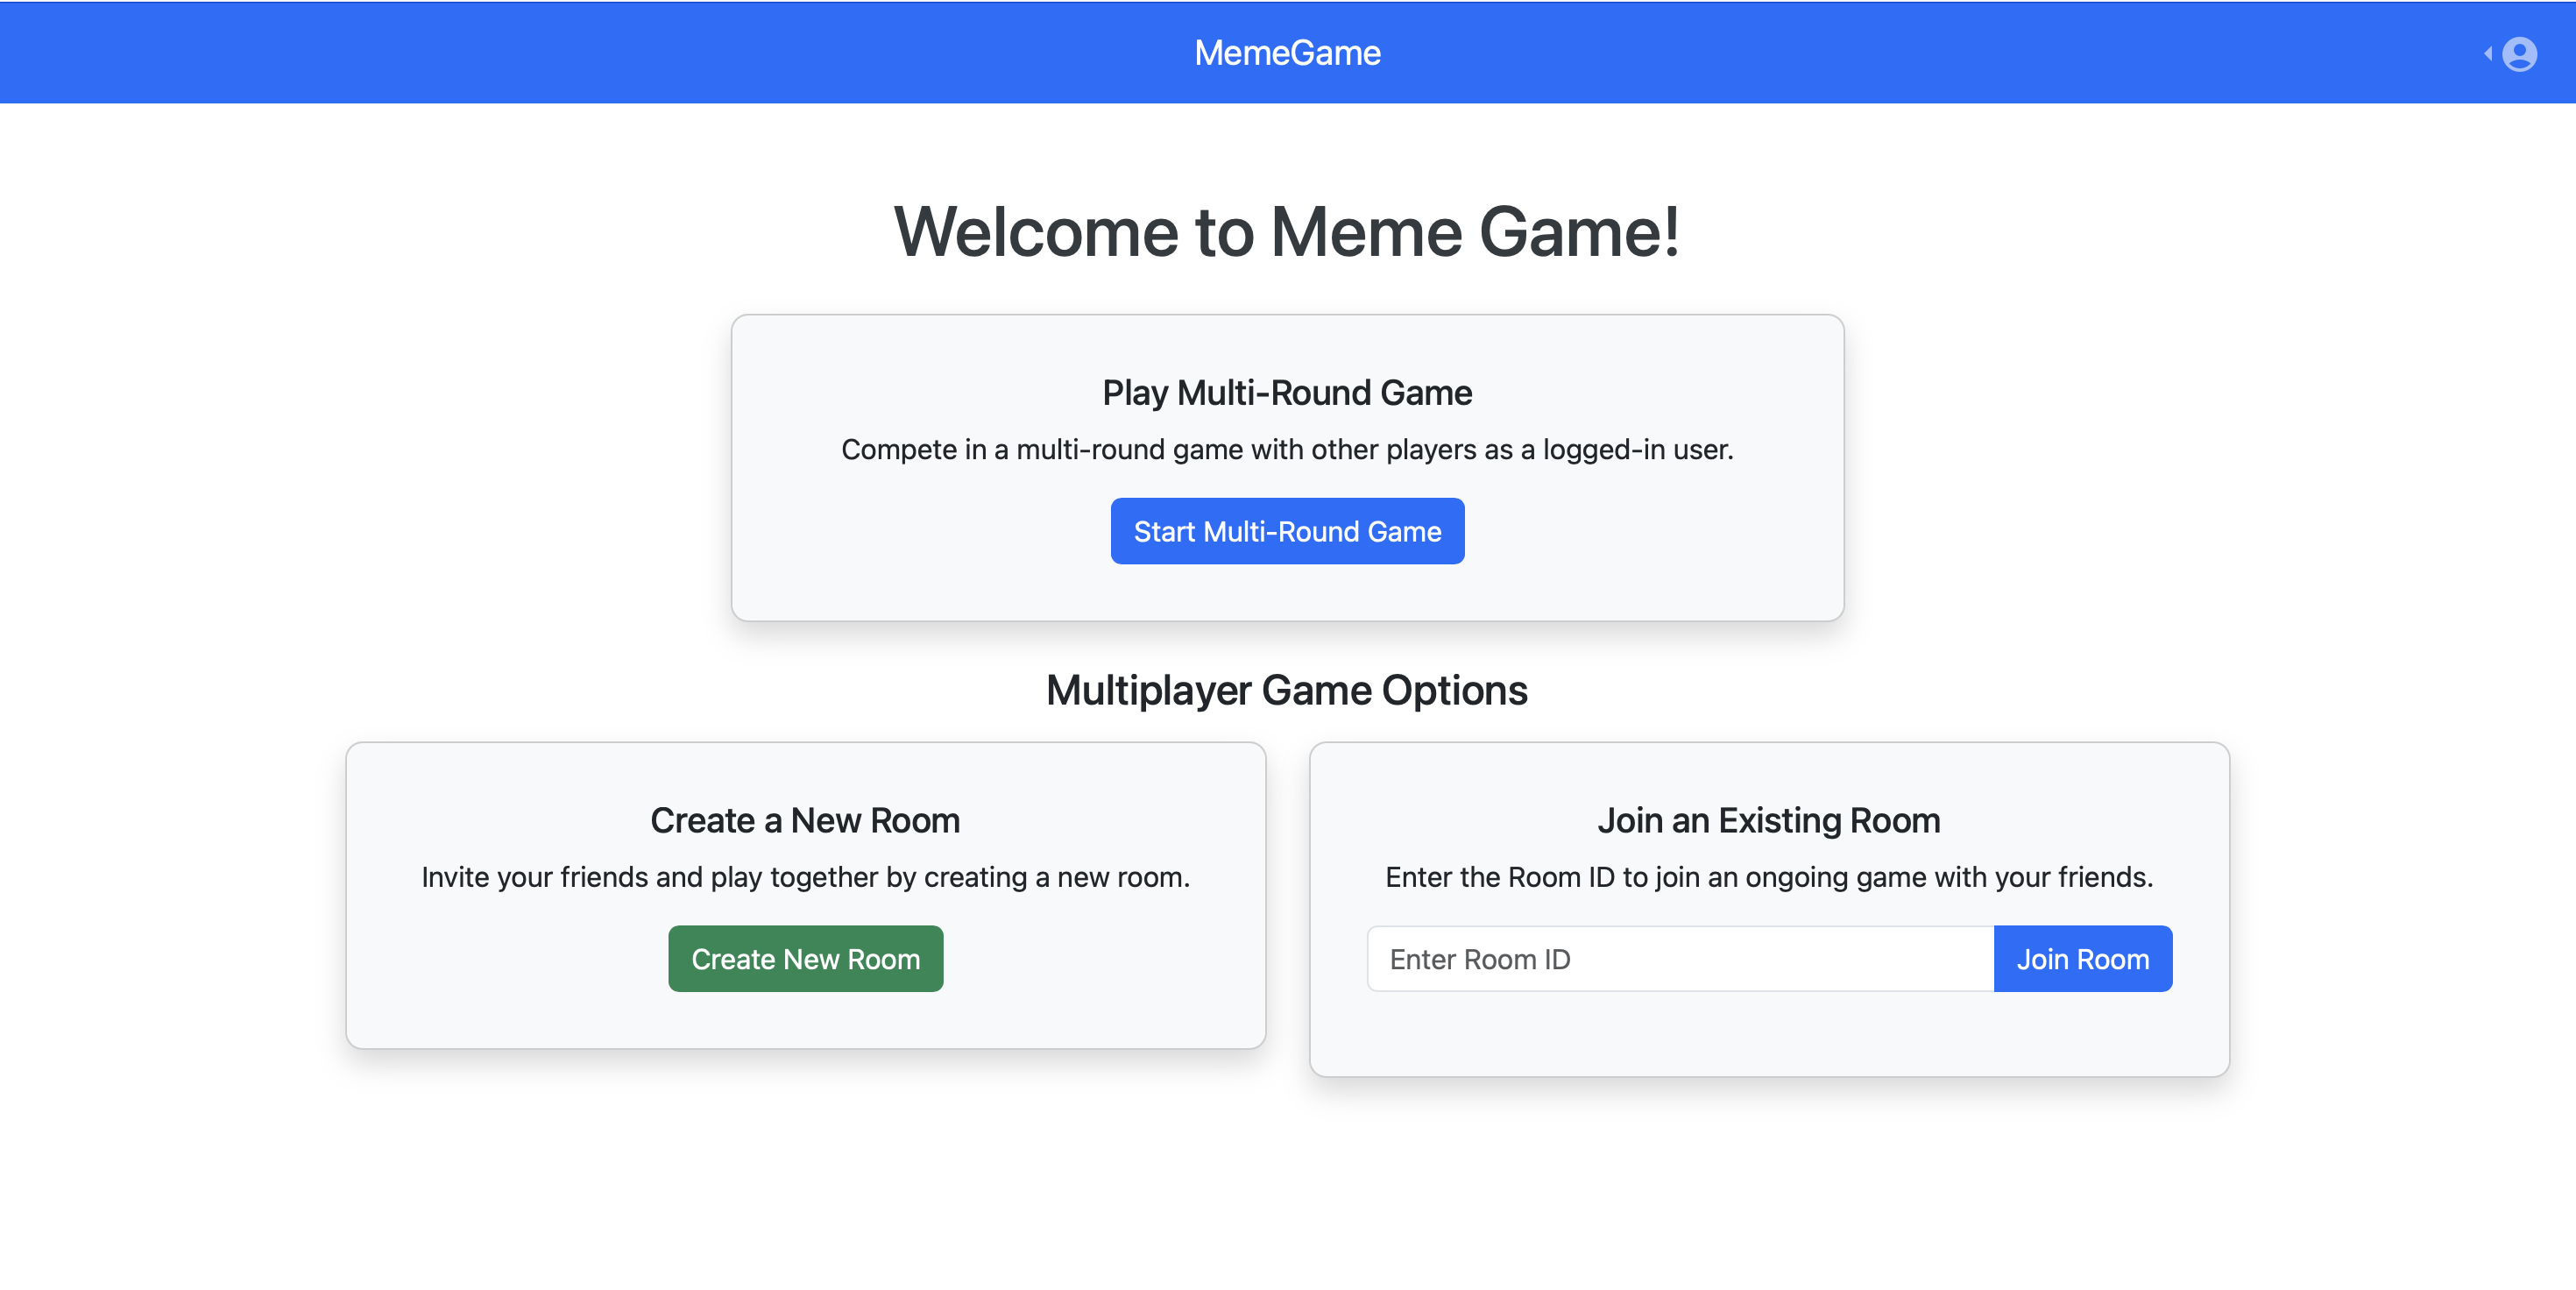 MemeGame
Welcome to Meme Game!
Play Multi-Round Game
Compete in a multi-round game with other players as a logged-in user.
Start Multi-Round Game
Multiplayer Game Options
Create a New Room
Invite your friends and play together by creating a new room.
Create New Room
Join an Existing Room
Enter the Room ID to join an ongoing game with your friends.
Enter Room ID
Join Room